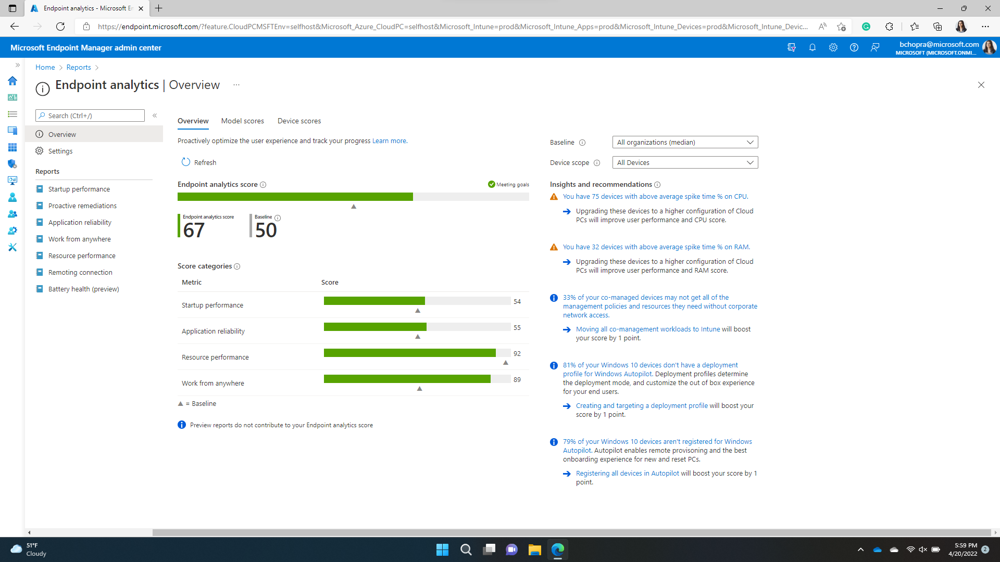 Endpoint analytics - Microsoft En
https://endpoint.microsoft.com/?feature.CloudPCMSFTEnv=selfhost&Microsoft_Azure_CloudPC=selfhost&Microsoft_Intune=prod&Microsoft_Intune_Apps=prod&Microsoft_Intune_Devices=prod&Microsoft_Intune_Devic...
Microsoft Endpoint Manager admin center
bchopra@microsoft.com
MICROSOFT (MICROSOFT.ONMI...
Home > Reports >
Endpoint analytics | Overview ...
Search (Ctrl+/)
Overview
Settings
Reports
Startup performance
Proactive remediations
Application reliability
Work from anywhere
Resource performance
Remoting connection
Battery health (preview)
Overview Model scores Device scores
Proactively optimize the user experience and track your progress Learn more.
Refresh
Endpoint analytics score
Meeting goals
Endpoint analytics score
67
Baseline
50
Score categories
Metric Score
Startup performance 54
Application reliability 55
Resource performance 92
Work from anywhere 89
▲ = Baseline
Preview reports do not contribute to your Endpoint analytics score
Baseline All organizations (median)
Device scope All Devices
Insights and recommendations
You have 75 devices with above average spike time % on CPU.
Upgrading these devices to a higher configuration of Cloud
PCs will improve user performance and CPU score.
You have 32 devices with above average spike time % on RAM.
Upgrading these devices to a higher configuration of Cloud
PCs will improve user performance and RAM score.
33% of your co-managed devices may not get all of the
management policies and resources they need without corporate
network access.
Moving all co-management workloads to Intune will boost
your score by 1 point.
81% of your Windows 10 devices don't have a deployment
profile for Windows Autopilot. Deployment profiles determine
the deployment mode, and customize the out of box experience
for your end users.
Creating and targeting a deployment profile will boost your
score by 1 point.
79% of your Windows 10 devices aren't registered for Windows
Autopilot. Autopilot enables remote provisoning and the best
onboarding experience for new and reset PCs.
Registering all devices in Autopilot will boost your score by 1
point.
51°F
Cloudy
5:59 PM
4/20/2022
2